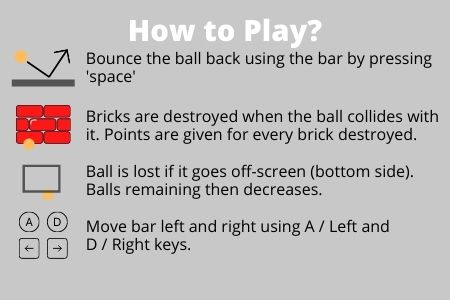 How to Play?
Bounce the ball back using the bar by pressing
'space'
Bricks are destroyed when the ball collides with
it. Points are given for every brick destroyed.
Ball is lost if it goes off-screen (bottom side).
Balls remaining then decreases.
A D
← →
Move bar left and right using A / Left and
D / Right keys.